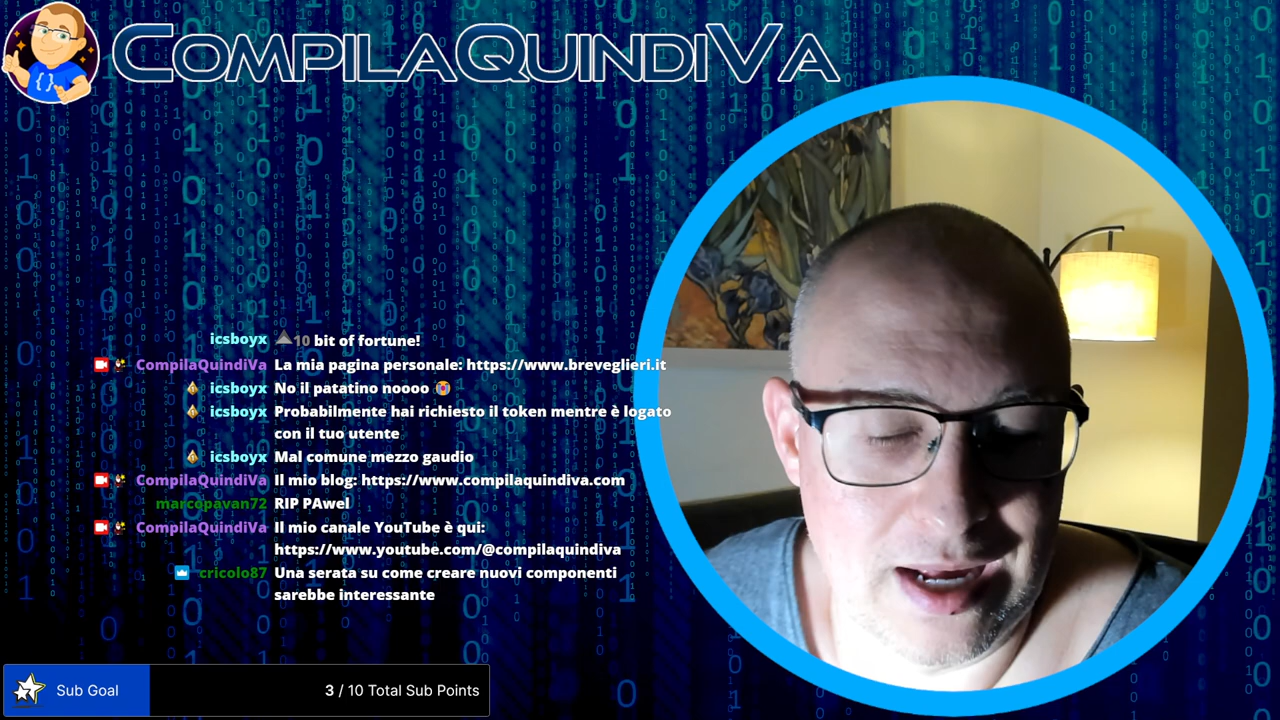 CompilaQuindiVa
{ }
icsboyx 10 bit of fortune!
CompilaQuindiVa La mia pagina personale: https://www.breveglieri.it
icsboyx No il patatino noooo 😭
icsboyx Probabilmente hai richiesto il token mentre è logato
con il tuo utente
icsboyx Mal comune mezzo gaudio
CompilaQuindiVa Il mio blog: https://www.compilaquindiva.com
marcopavan72 RIP PAwel
CompilaQuindiVa Il mio canale YouTube è qui:
https://www.youtube.com/@compilaquindiva
cricolo87 Una serata su come creare nuovi componenti
sarebbe interessante
Sub Goal 3 / 10 Total Sub Points